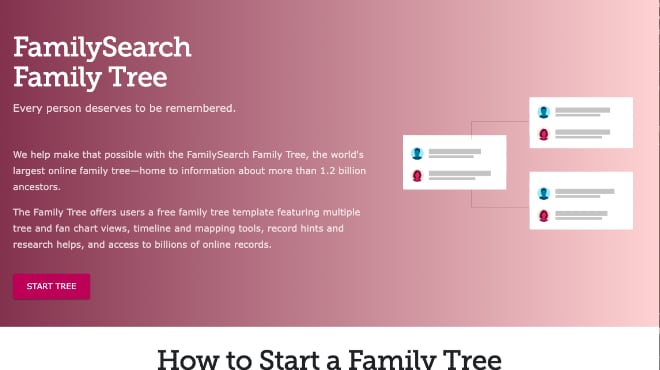 FamilySearch
Family Tree
Every person deserves to be remembered.
We help make that possible with the FamilySearch Family Tree, the world's
largest online family tree—home to information about more than 1.2 billion
ancestors.
The Family Tree offers users a free family tree template featuring multiple
tree and fan chart views, timeline and mapping tools, record hints and
research helps, and access to billions of online records.
START TREE
How to Start a Family Tree